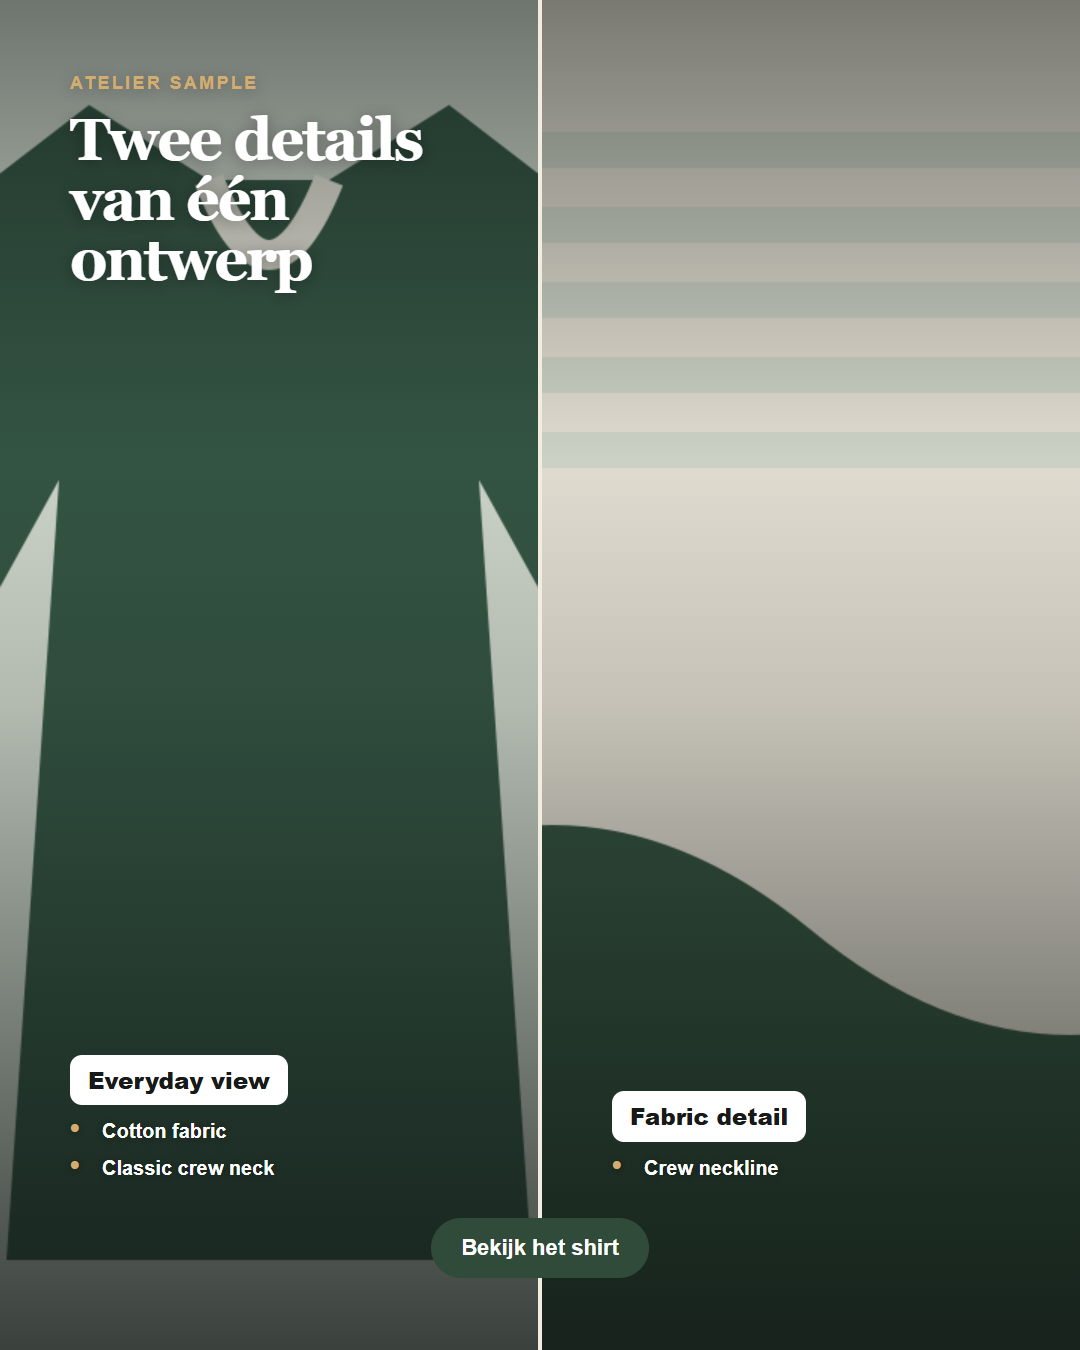 ATELIER SAMPLE
Twee details
van één
ontwerp
Everyday view
• Cotton fabric
• Classic crew neck
Fabric detail
• Crew neckline
Bekijk het shirt